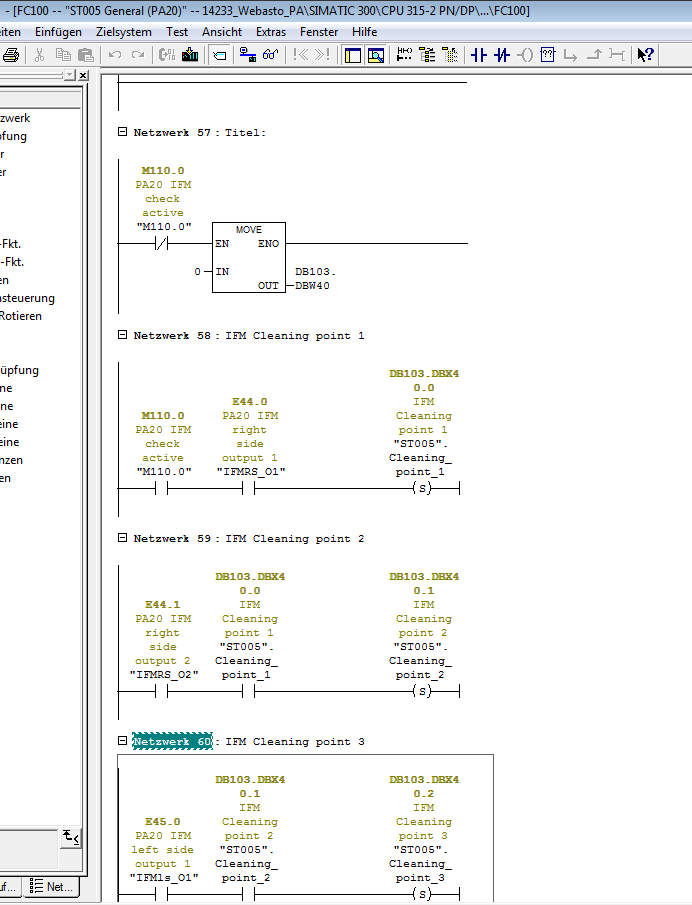 - [FC100 -- "ST005 General (PA20)" -- 14233_Webasto_PA\SIMATIC 300\CPU 315-2 PN/DP\...\FC100]
eiten Einfügen Zielsystem Test Ansicht Extras Fenster Hilfe
zwerk
pfung
r
er
-Fkt.
-Fkt.
en
nsteuerung
Rotieren
üpfung
ne
ne
eine
eine
nzen
en
uf... Net...
Netzwerk 57 : Titel:
M110.0
PA20 IFM
check
active
"M110.0"
MOVE
EN ENO
0 IN
OUT
DB103.
DBW40
Netzwerk 58 : IFM Cleaning point 1
M110.0
PA20 IFM
check
active
"M110.0"
E44.0
PA20 IFM
right
side
output 1
"IFMRS_O1"
DB103.DBX4
0.0
IFM
Cleaning
point 1
"ST005".
Cleaning_
point_1
(S)
Netzwerk 59 : IFM Cleaning point 2
E44.1
PA20 IFM
right
side
output 2
"IFMRS_O2"
DB103.DBX4
0.0
IFM
Cleaning
point 1
"ST005".
Cleaning_
point_1
DB103.DBX4
0.1
IFM
Cleaning
point 2
"ST005".
Cleaning_
point_2
(S)
Netzwerk 60 : IFM Cleaning point 3
E45.0
PA20 IFM
left side
output 1
"IFMls_O1"
DB103.DBX4
0.1
IFM
Cleaning
point 2
"ST005".
Cleaning_
point_2
DB103.DBX4
0.2
IFM
Cleaning
point 3
"ST005".
Cleaning_
point_3
(S)